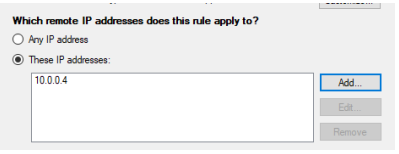 Which remote IP addresses does this rule apply to?
Any IP address
These IP addresses:
10.0.0.4
Add...
Edit...
Remove